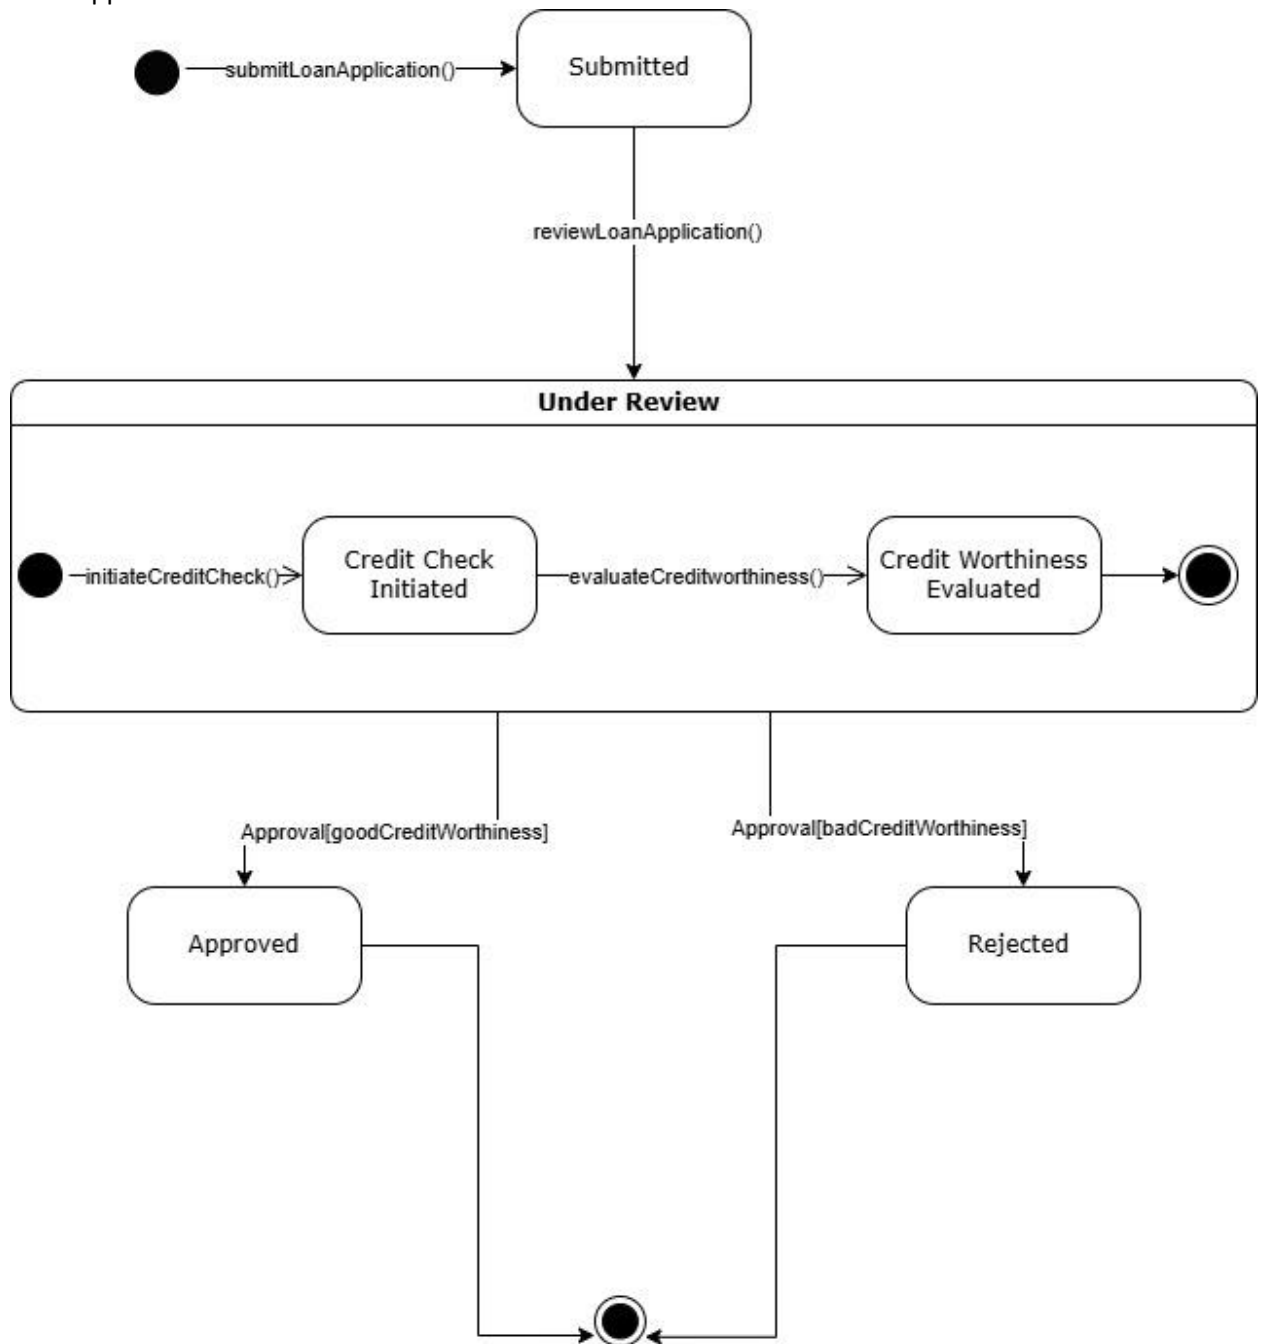 submitLoanApplication()
Submitted
reviewLoanApplication()
Under Review
initiateCreditCheck()
Credit Check
Initiated
evaluateCreditworthiness()
Credit Worthiness
Evaluated
Approval[goodCreditWorthiness]
Approval[badCreditWorthiness]
Approved
Rejected